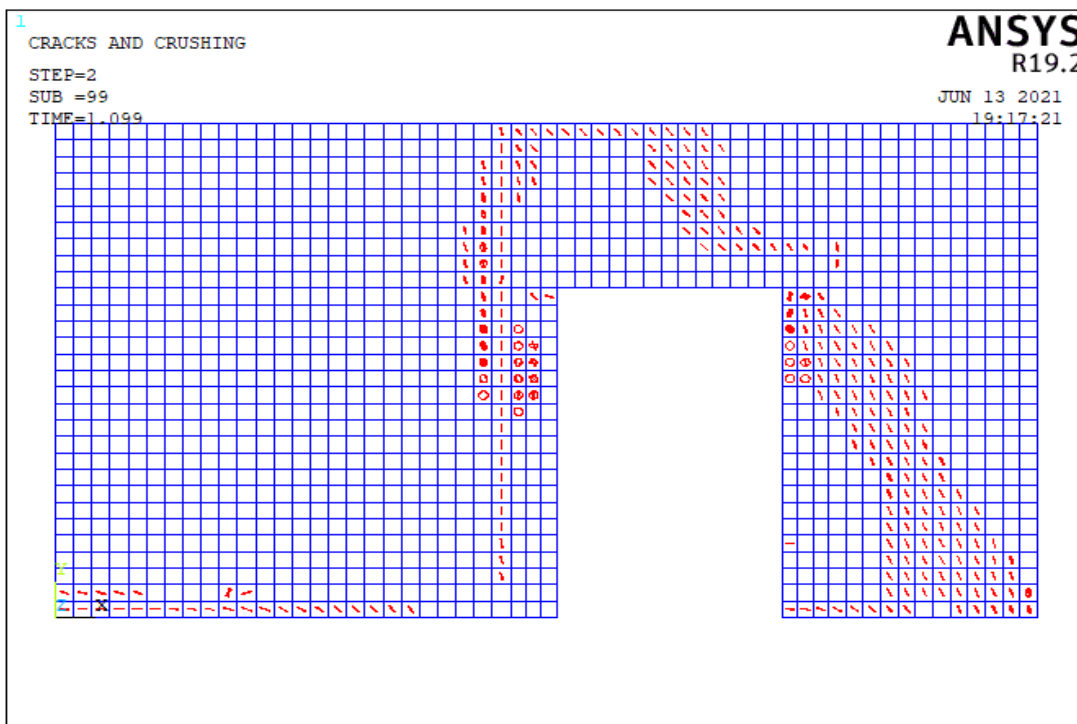 1
CRACKS AND CRUSHING
STEP=2
SUB =99
TIME=1.099
ANSYS
R19.2
JUN 13 2021
19:17:21
Y
Z X